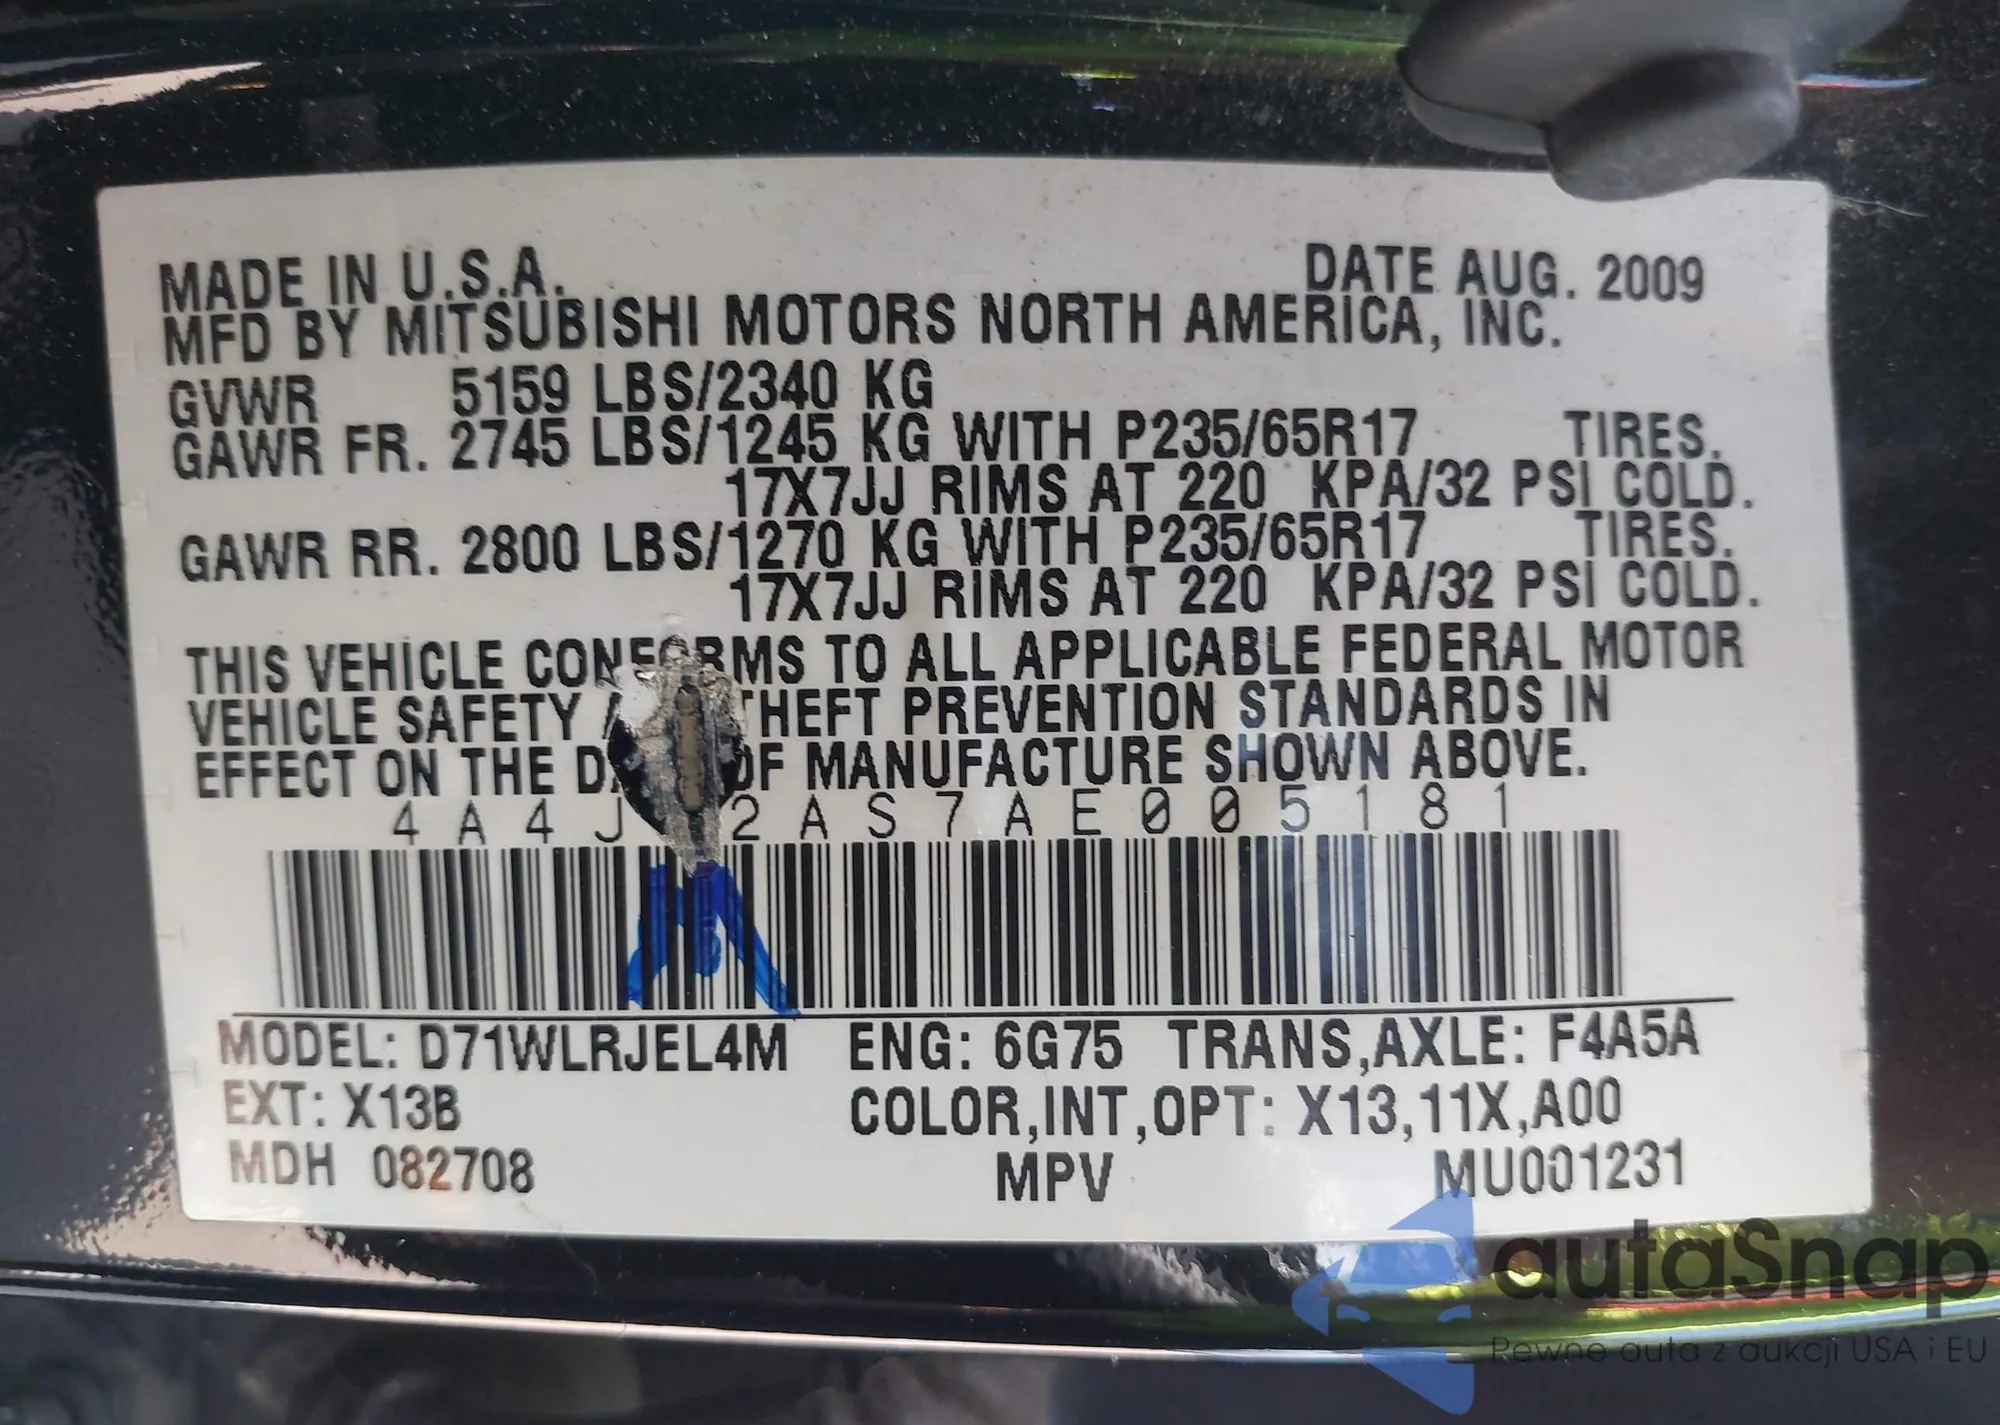 MADE IN U.S.A. DATE AUG. 2009
MFD BY MITSUBISHI MOTORS NORTH AMERICA, INC.
GVWR 5159 LBS/2340 KG
GAWR FR. 2745 LBS/1245 KG WITH P235/65R17 TIRES.
17X7JJ RIMS AT 220 KPA/32 PSI COLD.
GAWR RR. 2800 LBS/1270 KG WITH P235/65R17 TIRES.
17X7JJ RIMS AT 220 KPA/32 PSI COLD.
THIS VEHICLE CONFORMS TO ALL APPLICABLE FEDERAL MOTOR
VEHICLE SAFETY THEFT PREVENTION STANDARDS IN
EFFECT ON THE OF MANUFACTURE SHOWN ABOVE.
4A4J 2AS7AE005181
MODEL: D71WLRJEL4M ENG: 6G75 TRANS,AXLE: F4A5A
EXT: X13B COLOR,INT,OPT: X13,11X,A00
MDH 082708 MPV MU001231
autaSnap
Pewne auta z aukcji USA i EU